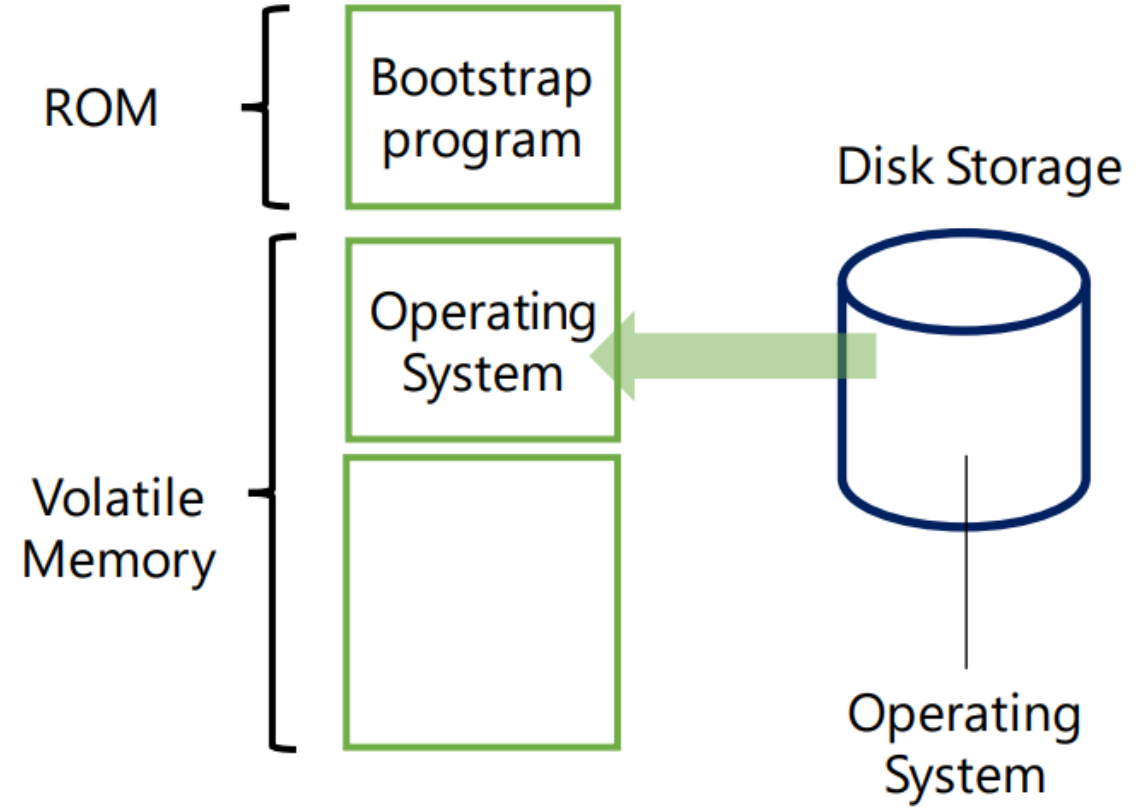 ROM
Bootstrap
program
Disk Storage
Operating
System
Volatile
Memory
Operating
System